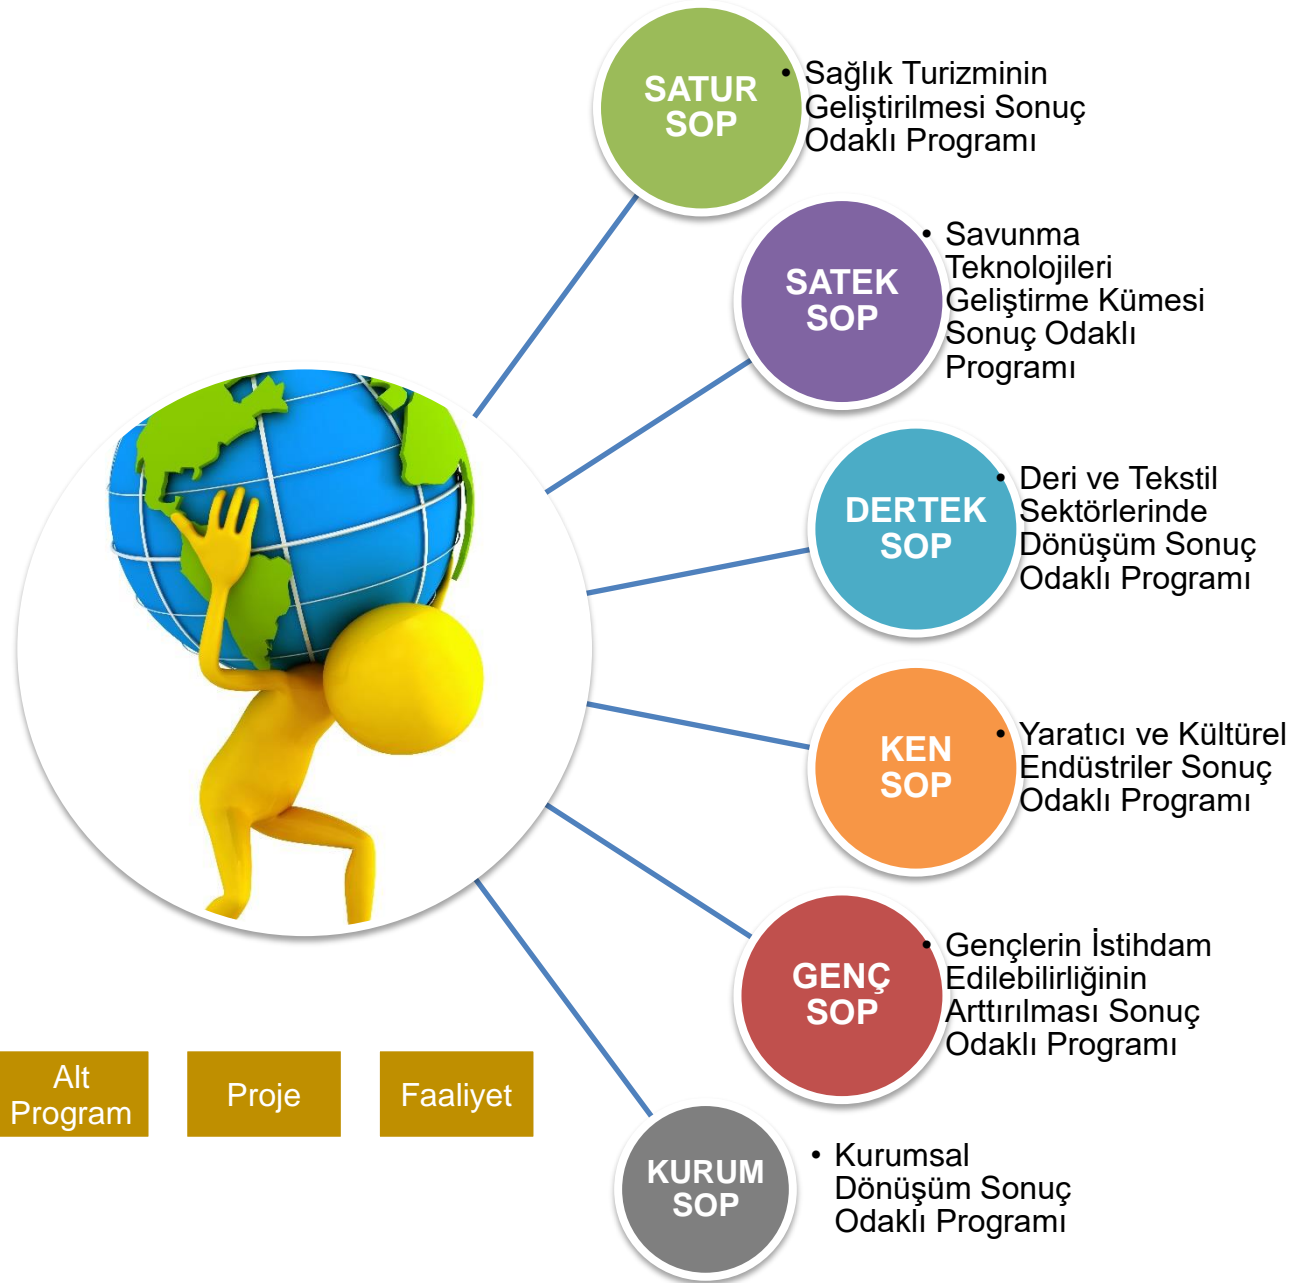 SATUR
SOP
• Sağlık Turizminin
Geliştirilmesi Sonuç
Odaklı Programı
SATEK
SOP
• Savunma
Teknolojileri
Geliştirme Kümesi
Sonuç Odaklı
Programı
DERTEK
SOP
• Deri ve Tekstil
Sektörlerinde
Dönüşüm Sonuç
Odaklı Programı
KEN
SOP
• Yaratıcı ve Kültürel
Endüstriler Sonuç
Odaklı Programı
GENÇ
SOP
• Gençlerin İstihdam
Edilebilirliğinin
Arttırılması Sonuç
Odaklı Programı
KURUM
SOP
• Kurumsal
Dönüşüm Sonuç
Odaklı Programı
Alt
Program
Proje
Faaliyet